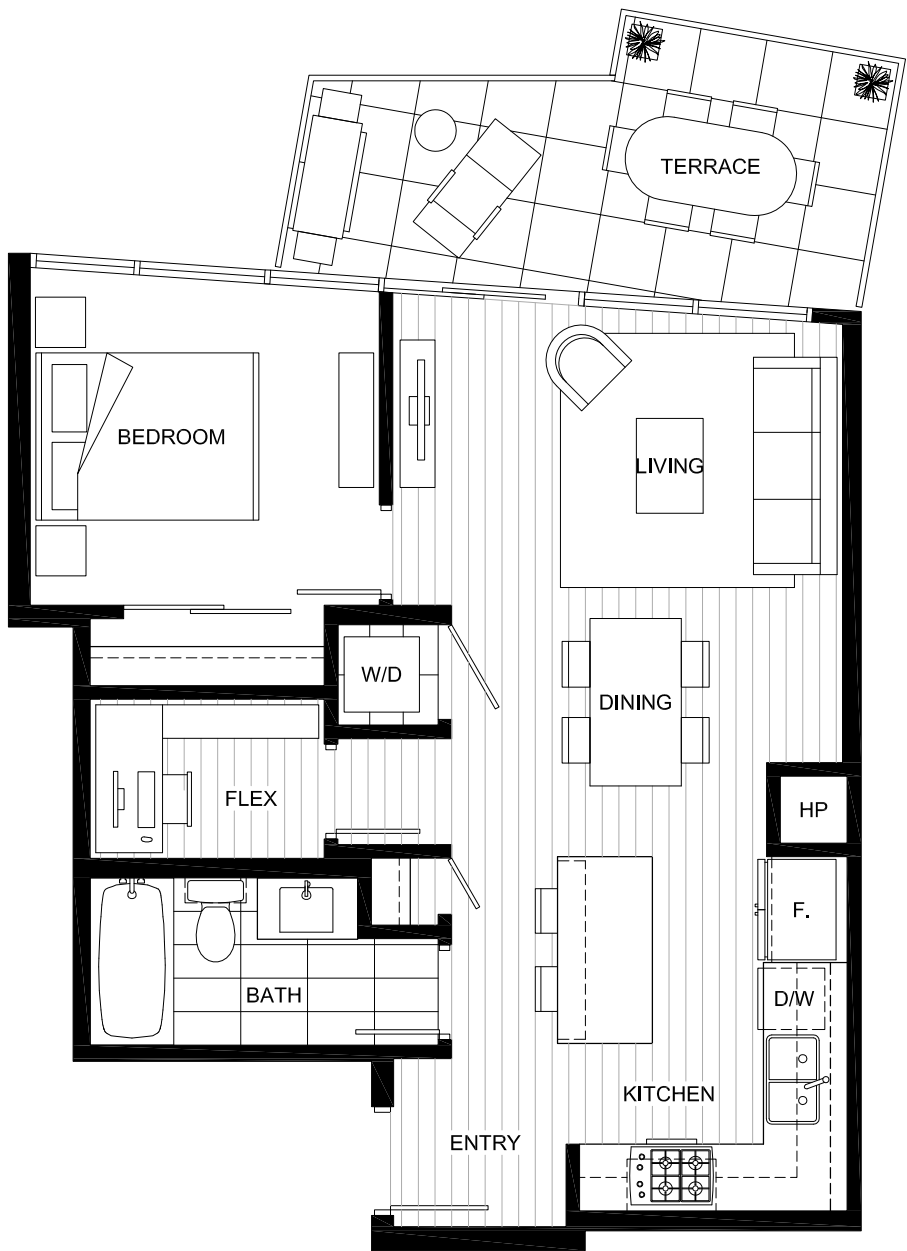 TERRACE
BEDROOM
LIVING
W/D
DINING
FLEX
HP
F.
BATH
D/W
KITCHEN
ENTRY